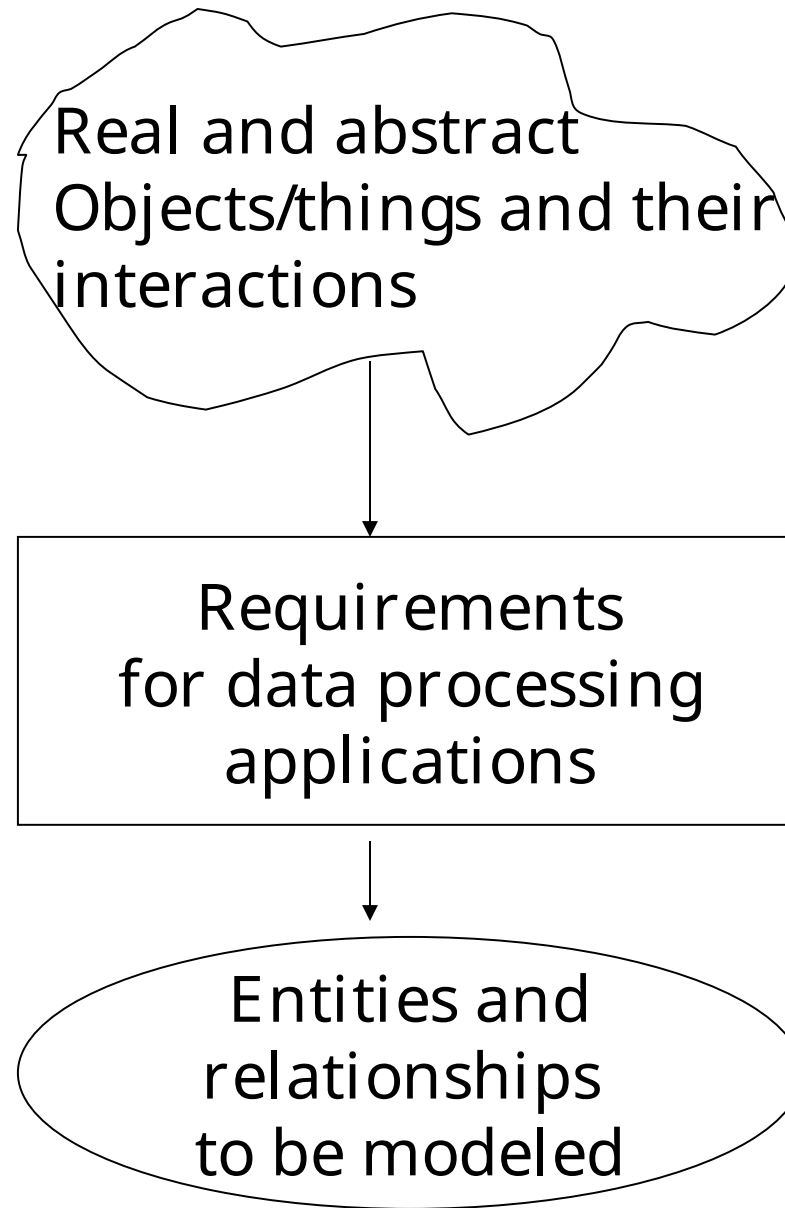 Real and abstract
Objects/things and their
interactions
Requirements
for data processing
applications
Entities and
relationships
to be modeled